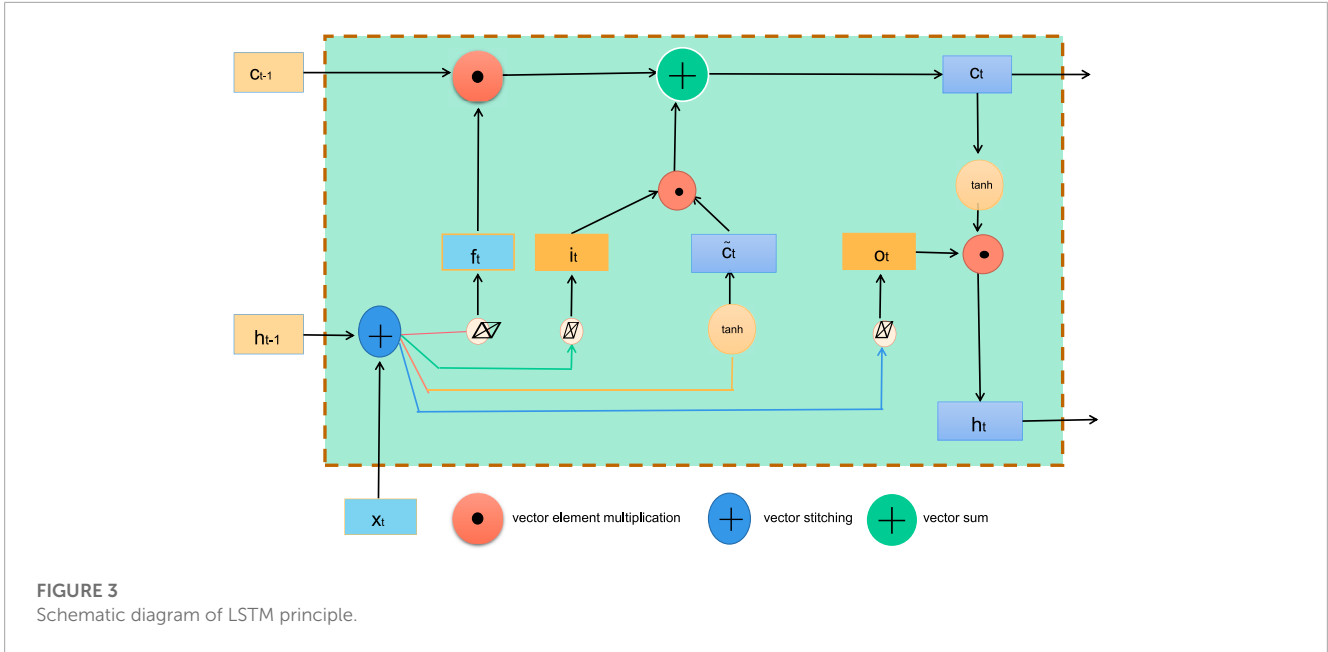 Ct-1
Ct
tanh
ft
it
C̃t
ot
ht-1
tanh
ht
xt
vector element multiplication
vector stitching
vector sum
FIGURE 3
Schematic diagram of LSTM principle.